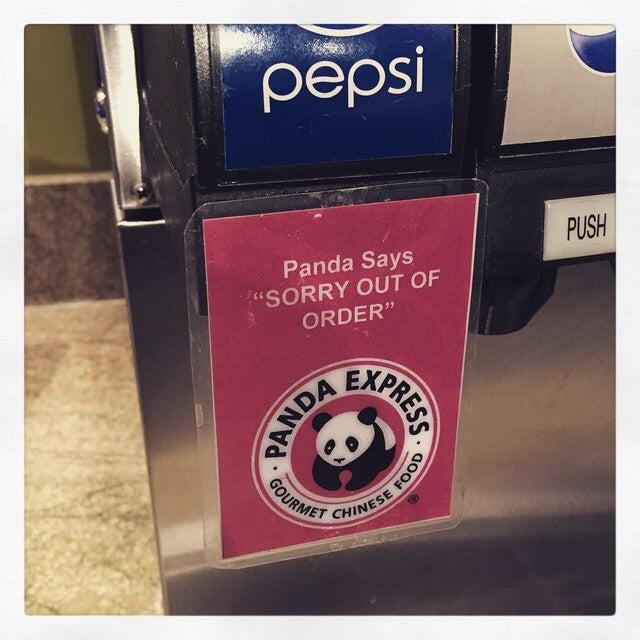 pepsi
PUSH
Panda Says
“SORRY OUT OF
ORDER”
PANDA EXPRESS
· GOURMET CHINESE FOOD ·
®